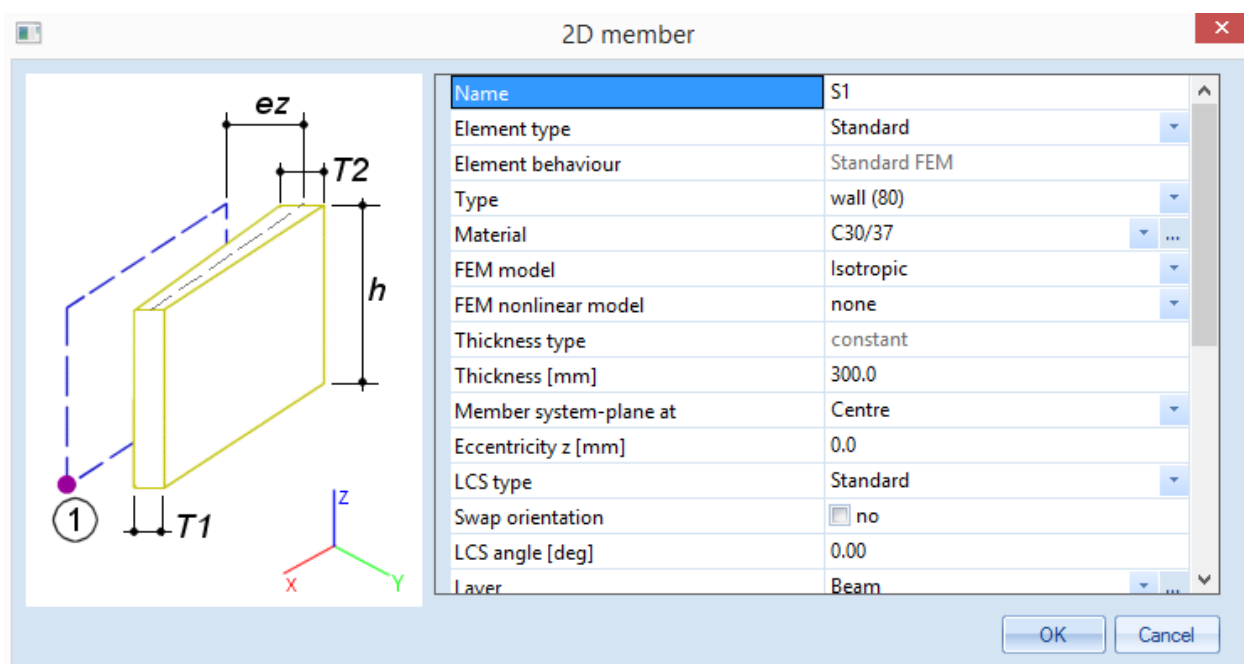 2D member
ez
T2
h
1
T1
Z
X
Y
Name S1
Element type Standard
Element behaviour Standard FEM
Type wall (80)
Material C30/37 ...
FEM model Isotropic
FEM nonlinear model none
Thickness type constant
Thickness [mm] 300.0
Member system-plane at Centre
Eccentricity z [mm] 0.0
LCS type Standard
Swap orientation no
LCS angle [deg] 0.00
Layer Beam ...
OK Cancel